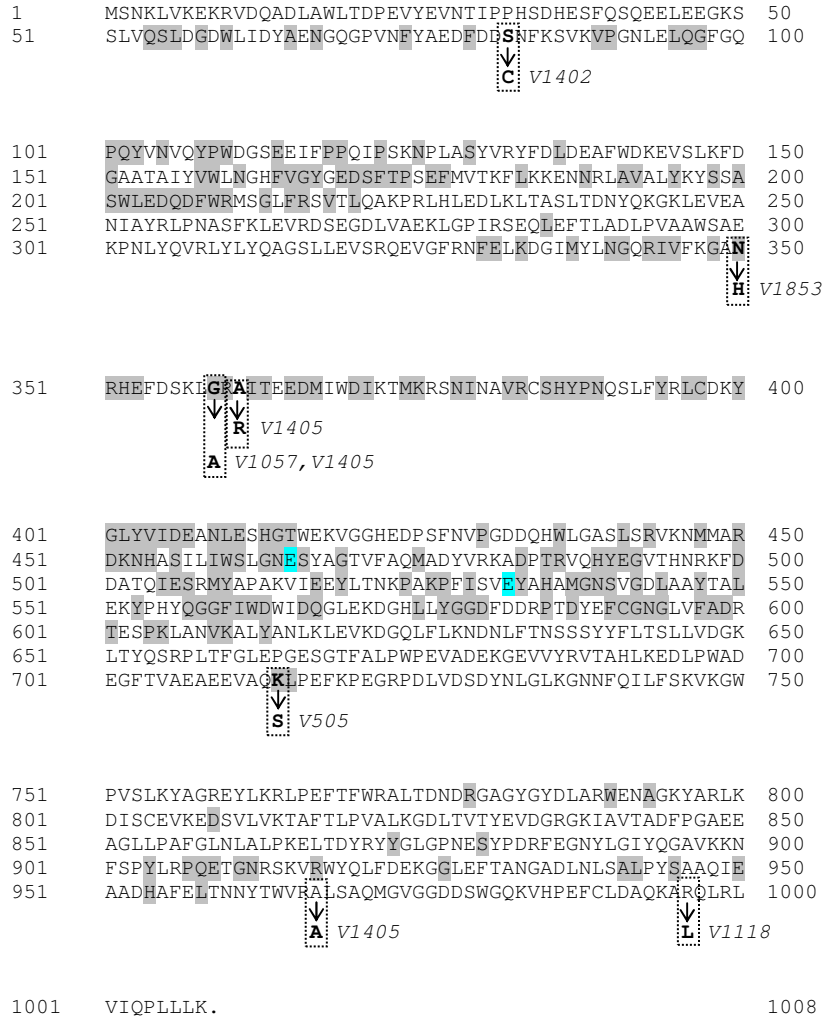 1 MSNKLVKEKRVDQADLAWLTDPEVYEVNTIPPHSDHESFQSQEELEEGKS 50
51 SLVQSLDGDWLIDYAENGQGPVNFYAEDFDDSNFKSVKVPGNLELQGFGQ 100
C V1402
101 PQYVNVQYPWDGSEEIFPPQIPSKNPLASYVRYFDLDEAFWDKEVSLKFD 150
151 GAATAIYVWLNGHFVGYGEDSFTPSEFMVTKFLKKENNRLAVALYKYSSA 200
201 SWLEDQDFWRMSGLFRSVTLQAKPRLHLEDLKLTASLTDNYQKGKLEVEA 250
251 NIAYRLPNASFKLEVRDSEGDLVAEKLGPIRSEQLEFTLADLPVAAWSAE 300
301 KPNLYQVRLYLYQAGSLLEVSRQEVGFRNFELKDGIMYLNGQRIVFKGAN 350
H V1853
351 RHEFDSKLGRAITEEDMIWDIKTMKRSNINAVRCSHYPNQSLFYRLCDKY 400
R V1405
A V1057,V1405
401 GLYVIDEANLESHGTWEKVGGHEDPSFNVPGDDQHWLGASLSRVKNMMAR 450
451 DKNHASILIWSLGNESYAGTVFAQMADYVRKADPTRVQHYEGVTHNRKFD 500
501 DATQIESRMYAPAKVIEEYLTNKPAKPFISVEYAHAMGNSVGDLAAYTAL 550
551 EKYPHYQGGFIWDWIDQGLEKDGHLLYGGDFDDRPTDYEFCGNGLVFADR 600
601 TESPKLANVKALYANLKLEVKDGQLFLKNDNLFTNSSSYYFLTSLLVDGK 650
651 LTYQSRPLTFGLEPGESGTFALPWPEVADEKGEVVYRVTAHLKEDLPWAD 700
701 EGFTVAEAEEVAQKLPEFKPEGRPDLVDSDYNLGLKGNNFQILFSKVKGW 750
S V505
751 PVSLKYAGREYLKRLPEFTFWRALTDNDRGAGYGYDLARWENAGKYARLK 800
801 DISCEVKEDSVLVKTAFTLPVALKGDLTVTYEVDGRGKIAVTADFPGAEE 850
851 AGLLPAFGLNLALPKELTDYRYYGLGPNESYPDRFEGNYLGIYQGAVKKN 900
901 FSPYLRPQETGNRSKVRWYQLFDEKGGLEFTANGADLNLSALPYSAAQIE 950
951 AADHAFELTNNYTWVRALSAQMGVGGDDSWGQKVHPEFCLDAQKARQLRL 1000
A V1405
L V1118
1001 VIQPLLLK. 1008